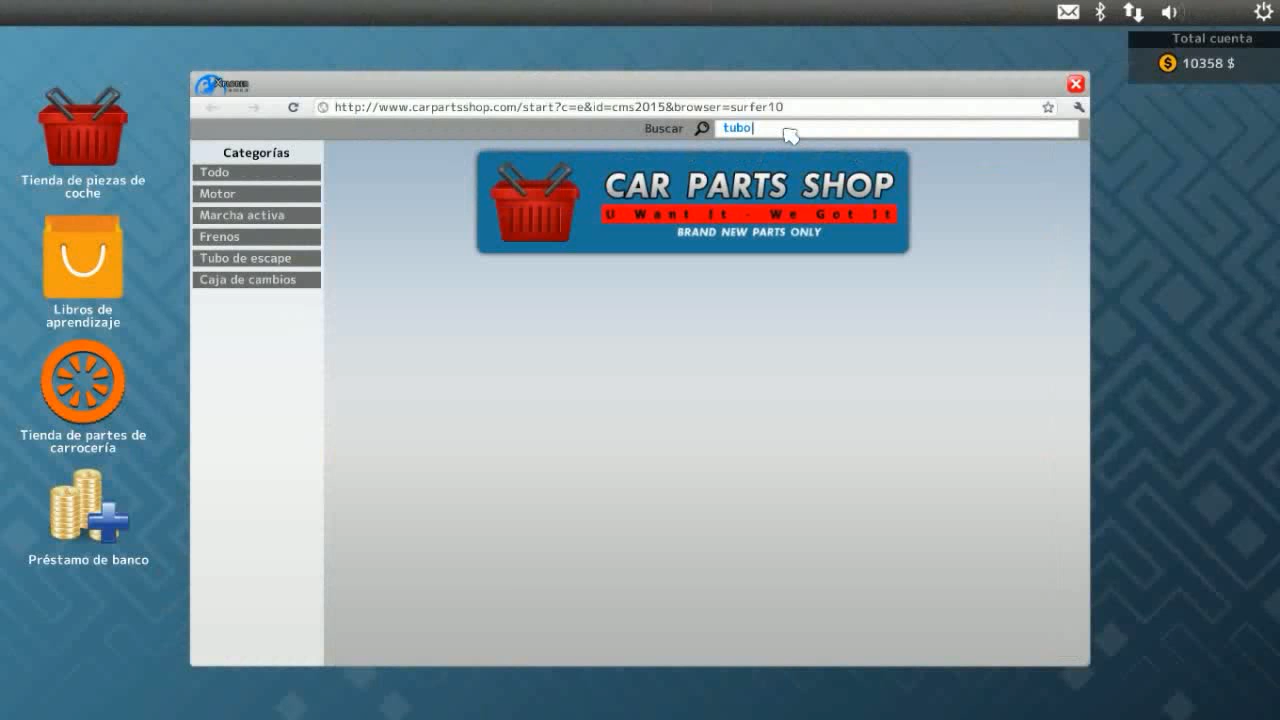 Total cuenta
10358 $
Tienda de piezas de
coche
Libros de
aprendizaje
Tienda de partes de
carrocería
Préstamo de banco
http://www.carpartsshop.com/start?c=e&id=cms2015&browser=surfer10
Buscar tubo
Categorías
Todo
Motor
Marcha activa
Frenos
Tubo de escape
Caja de cambios
CAR PARTS SHOP
U Want It - We Got It
BRAND NEW PARTS ONLY